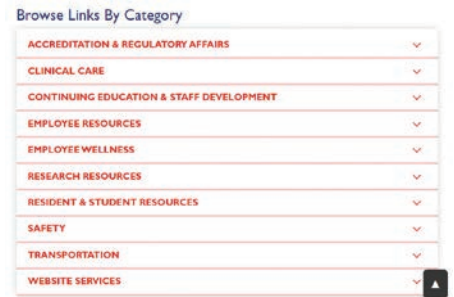 Browse Links By Category
ACCREDITATION & REGULATORY AFFAIRS
CLINICAL CARE
CONTINUING EDUCATION & STAFF DEVELOPMENT
EMPLOYEE RESOURCES
EMPLOYEE WELLNESS
RESEARCH RESOURCES
RESIDENT & STUDENT RESOURCES
SAFETY
TRANSPORTATION
WEBSITE SERVICES